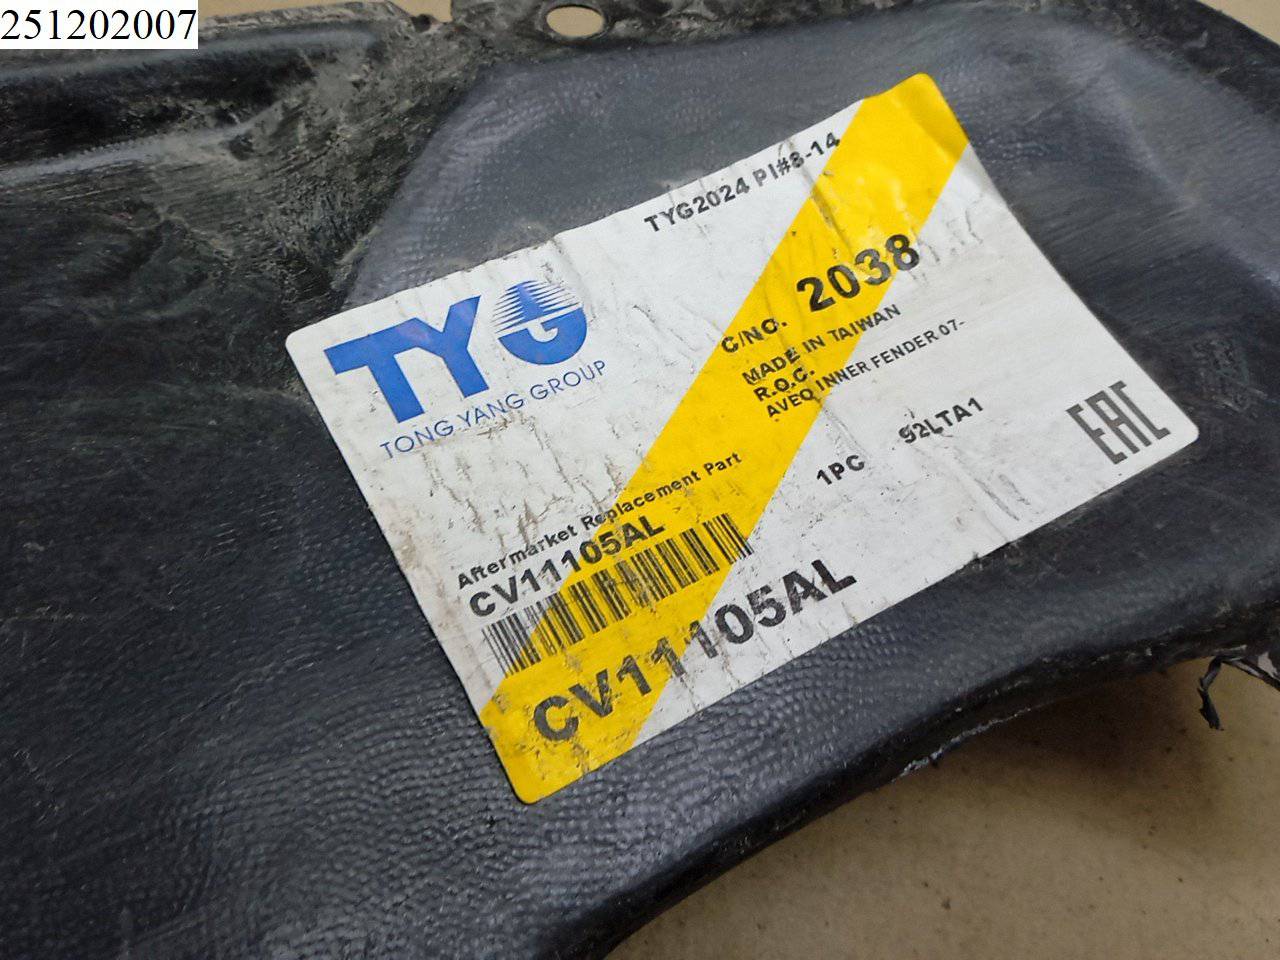 251202007
TYG2024 PI#8-14
TYG
TONG YANG GROUP
C/NO. 2038
MADE IN TAIWAN
R.O.C.
AVEO INNER FENDER 07-
1PC 92LTA1
EAC
Aftermarket Replacement Part
CV11105AL
CV11105AL